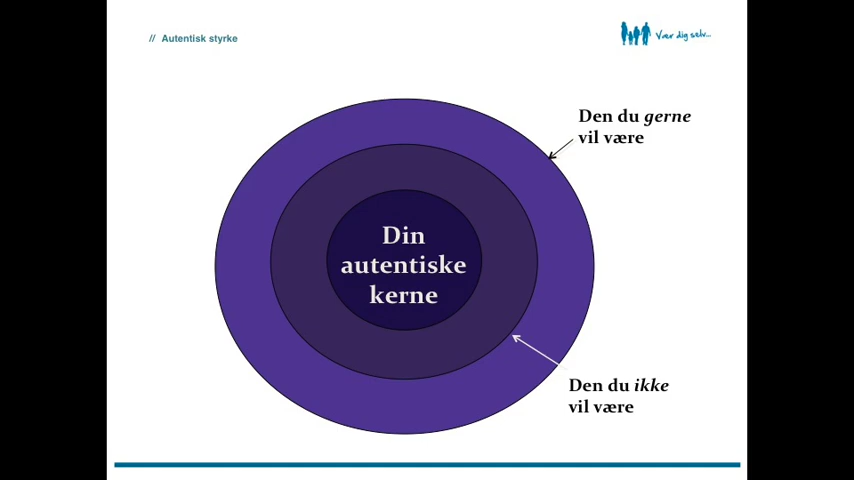 // Autentisk styrke
Vær dig selv...
Den du gerne
vil være
Din
autentiske
kerne
Den du ikke
vil være